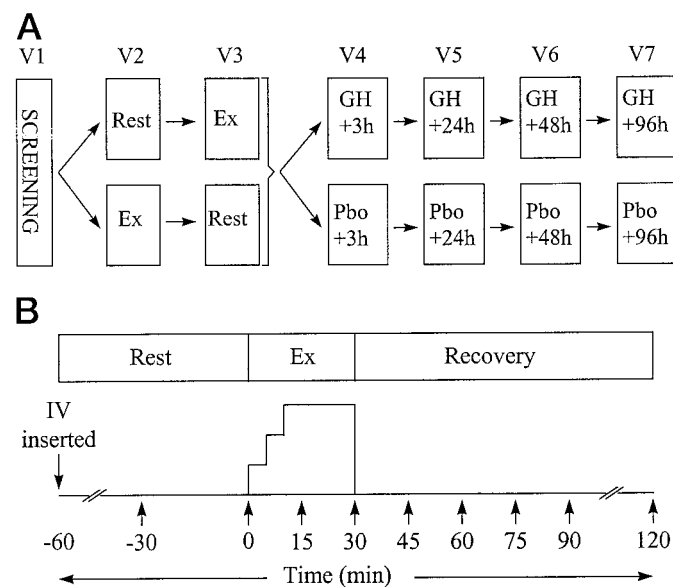 A
V1 V2 V3 V4 V5 V6 V7
SCREENING
Rest Ex GH GH GH GH
+3h +24h +48h +96h
Ex Rest Pbo Pbo Pbo Pbo
+3h +24h +48h +96h
B
Rest Ex Recovery
IV
inserted
-60 -30 0 15 30 45 60 75 90 120
Time (min)